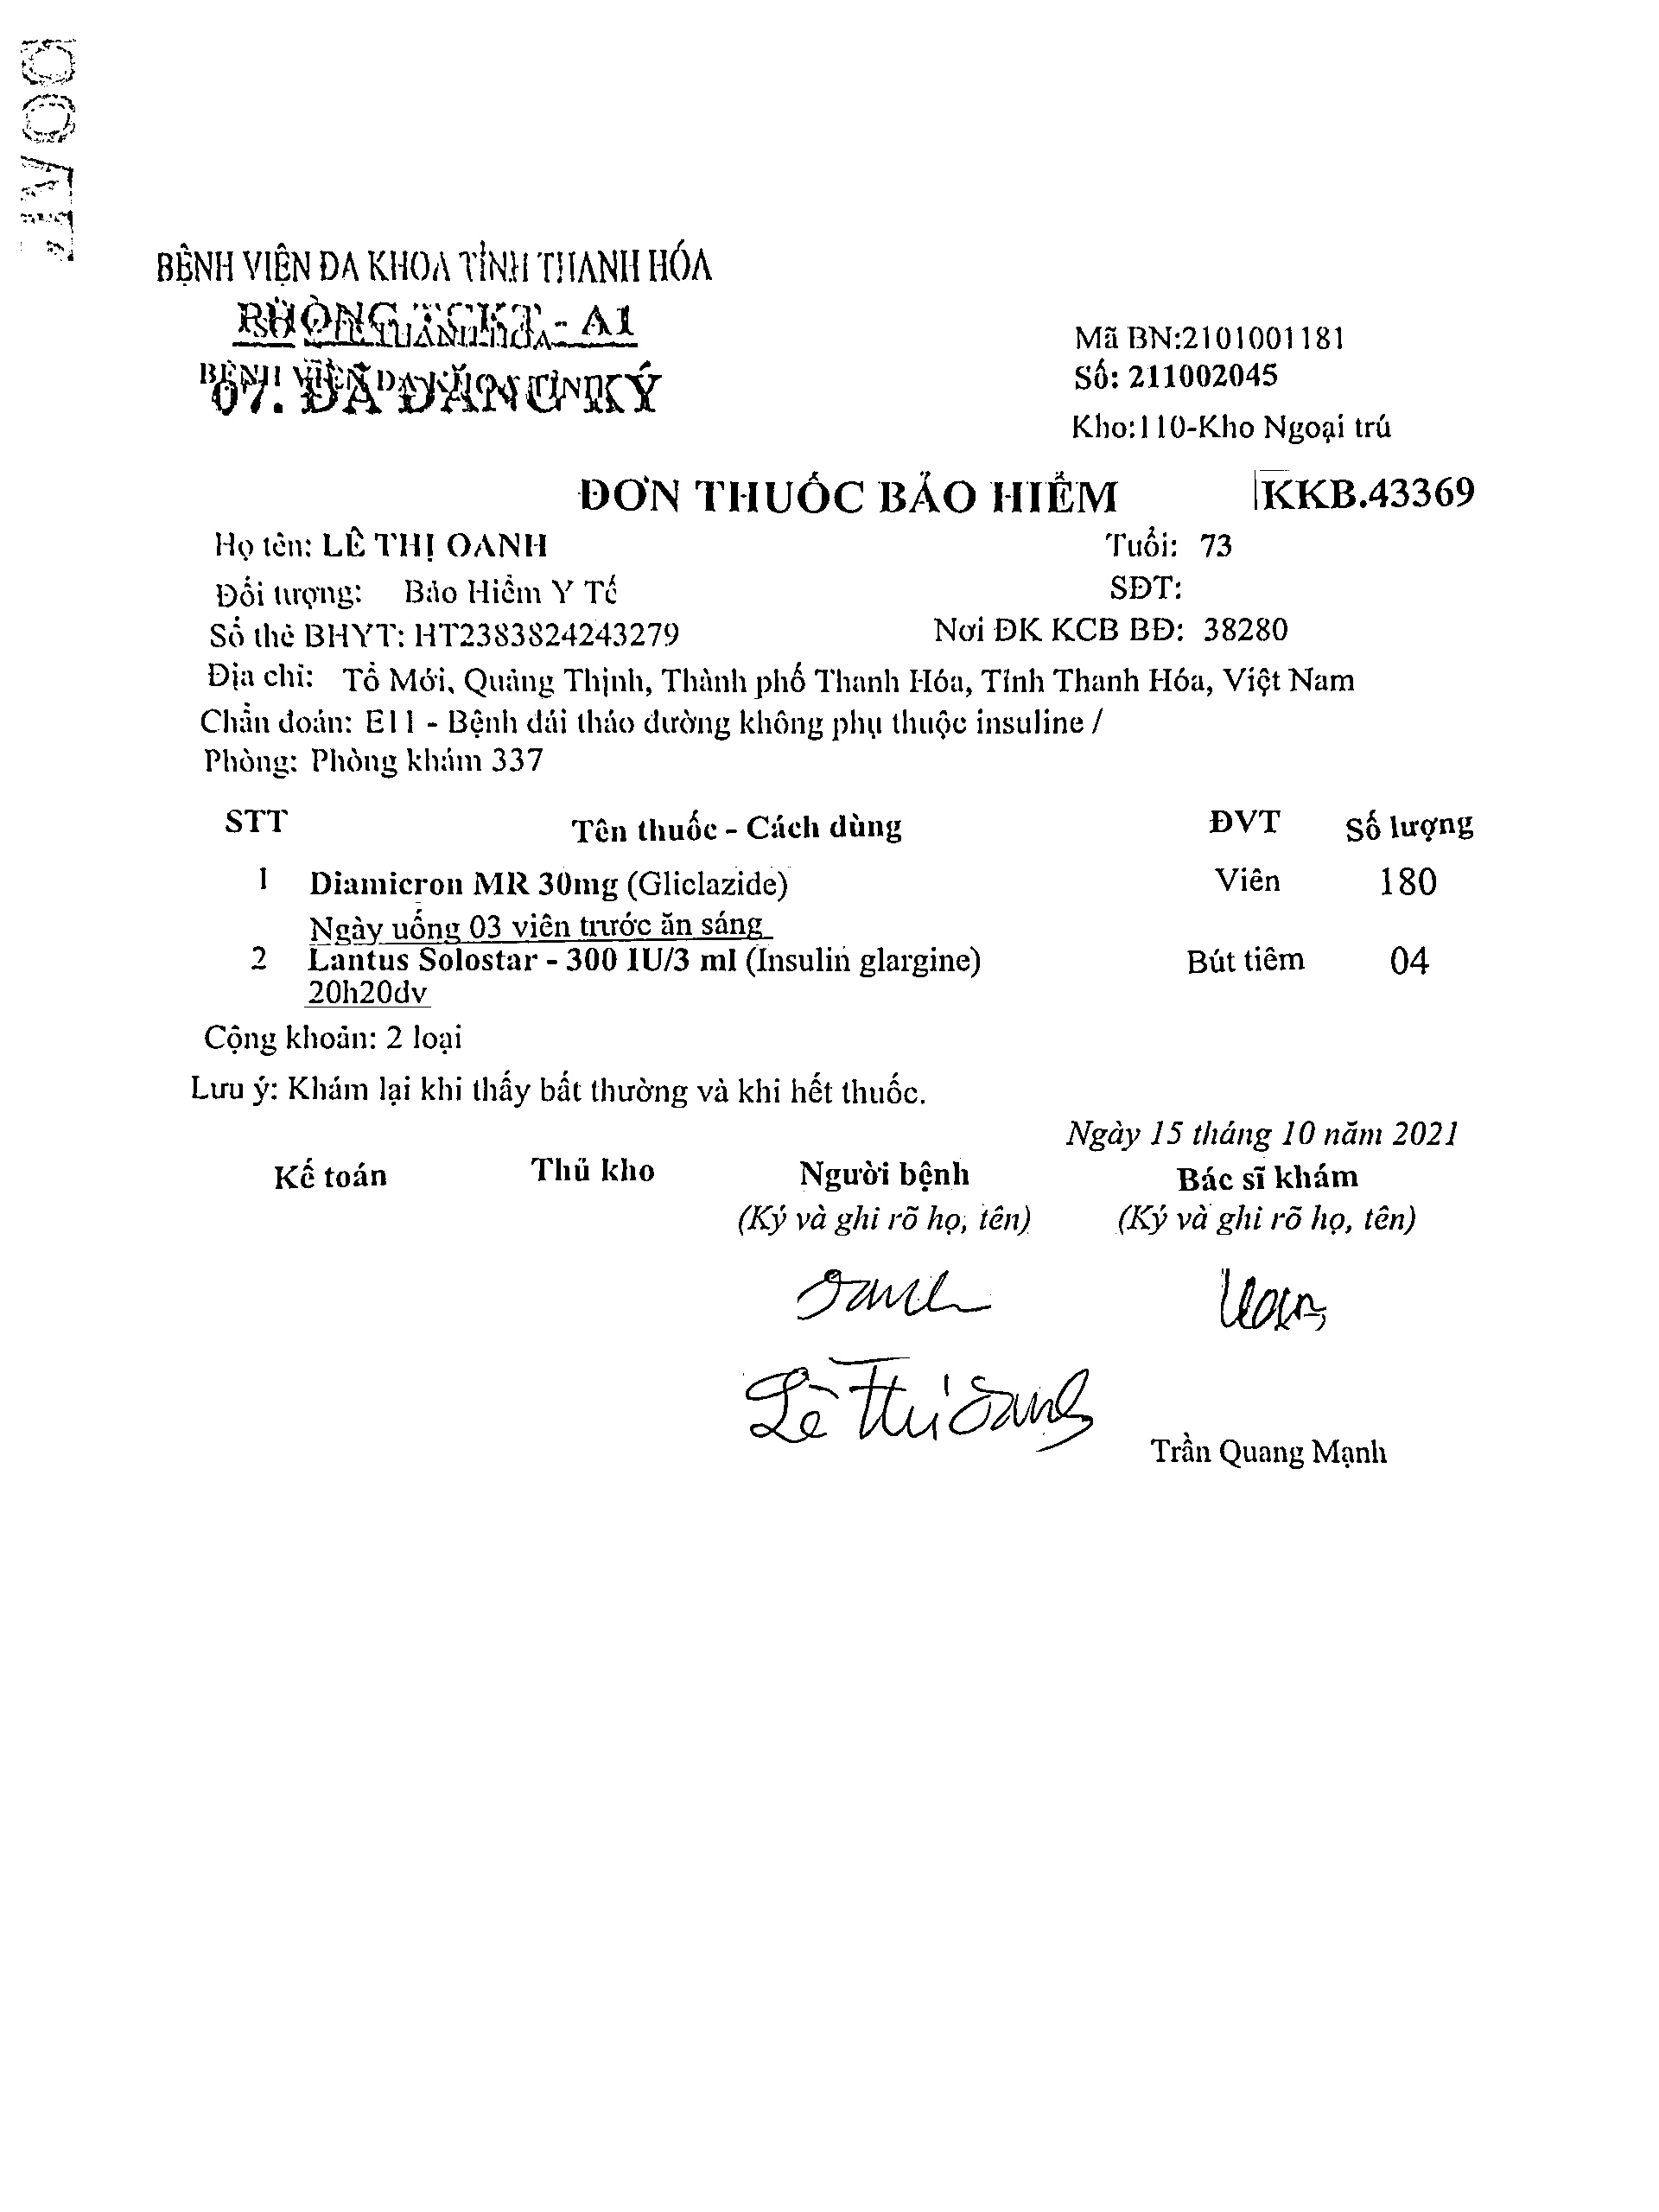 BỆNH VIỆN ĐA KHOA TỈNH THANH HÓA
PHÒNG TCKT - A1
07. ĐÃ ĐĂNG KÝ
Mã BN:2101001181
Số: 211002045
Kho:110-Kho Ngoại trú
ĐƠN THUỐC BẢO HIỂM KKB.43369
Họ tên: LÊ THỊ OANH Tuổi: 73
Đối tượng: Bảo Hiểm Y Tế SĐT:
Số thẻ BHYT: HT2383824243279 Nơi ĐK KCB BĐ: 38280
Địa chỉ: Tổ Mới, Quảng Thịnh, Thành phố Thanh Hóa, Tỉnh Thanh Hóa, Việt Nam
Chẩn đoán: E11 - Bệnh đái tháo đường không phụ thuộc insuline /
Phòng: Phòng khám 337
STT Tên thuốc - Cách dùng ĐVT Số lượng
1 Diamicron MR 30mg (Gliclazide) Viên 180
Ngày uống 03 viên trước ăn sáng
2 Lantus Solostar - 300 IU/3 ml (Insulin glargine) Bút tiêm 04
20h20dv
Cộng khoản: 2 loại
Lưu ý: Khám lại khi thấy bất thường và khi hết thuốc.
Ngày 15 tháng 10 năm 2021
Kế toán Thủ kho Người bệnh Bác sĩ khám
(Ký và ghi rõ họ, tên) (Ký và ghi rõ họ, tên)
Oanh
Lê Thị Oanh
Trần Quang Mạnh